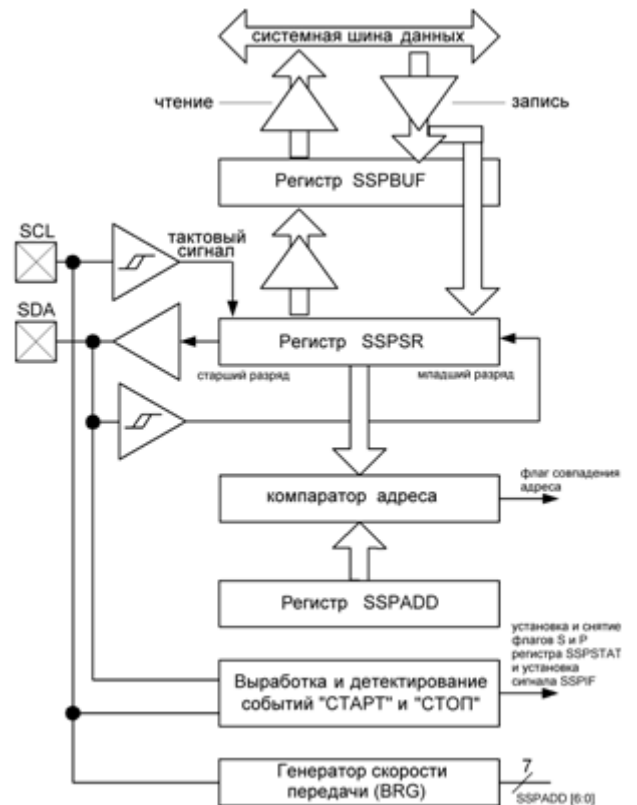 системная шина данных
чтение
запись
Регистр SSPBUF
SCL
тактовый
сигнал
SDA
Регистр SSPSR
старший разряд
младший разряд
компаратор адреса
флаг совпадения
адреса
Регистр SSPADD
установка и снятие
флагов S и P
регистра SSPSTAT
и установка
сигнала SSPIF
Выработка и детектирование
событий "СТАРТ" и "СТОП"
Генератор скорости
передачи (BRG)
7
SSPADD [6:0]